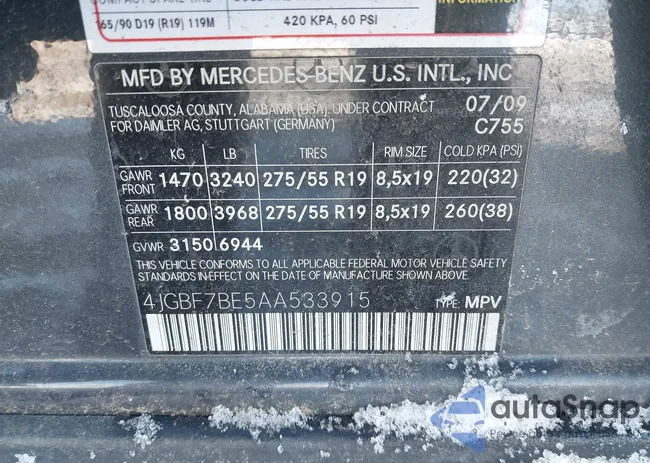 165/90 D19 (R19) 119M 420 KPA, 60 PSI INFORMATION
MFD BY MERCEDES-BENZ U.S. INTL., INC
TUSCALOOSA COUNTY, ALABAMA (USA), UNDER CONTRACT 07/09
FOR DAIMLER AG, STUTTGART (GERMANY) C755
KG LB TIRES RIM SIZE COLD KPA (PSI)
GAWR FRONT 1470 3240 275/55 R19 8,5x19 220(32)
GAWR REAR 1800 3968 275/55 R19 8,5x19 260(38)
GVWR 3150 6944
THIS VEHICLE CONFORMS TO ALL APPLICABLE FEDERAL MOTOR VEHICLE SAFETY
STANDARDS IN EFFECT ON THE DATE OF MANUFACTURE SHOWN ABOVE.
4JGBF7BE5AA533915 TYPE: MPV
autoSnap